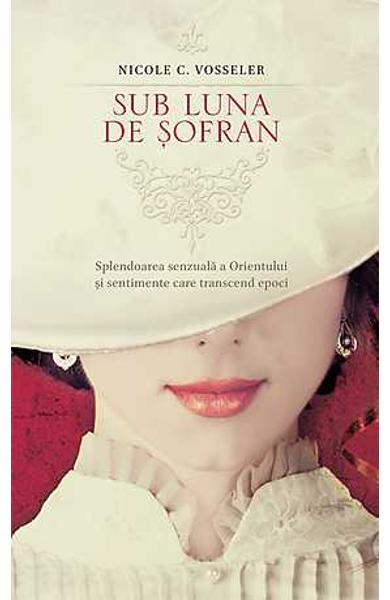 NICOLE C. VOSSELER
SUB LUNA
DE ȘOFRAN
Splendoarea senzuală a Orientului
și sentimente care transcend epoci